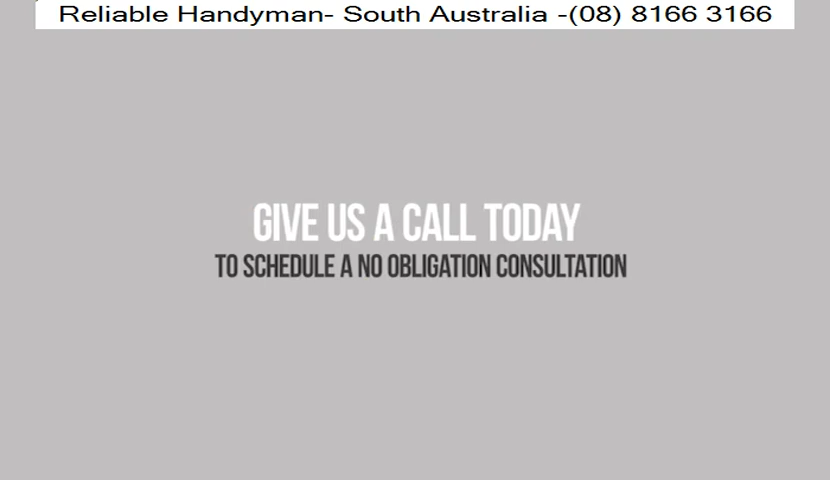 Reliable Handyman- South Australia -(08) 8166 3166
GIVE US A CALL TODAY
TO SCHEDULE A NO OBLIGATION CONSULTATION